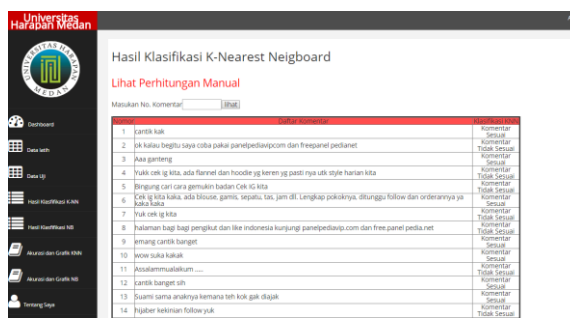 Universitas
Harapan Medan
UNIVERSITAS HARAPAN
MEDAN
Dashboard
Data latih
Data Uji
Hasil Klasifikasi K-NN
Hasil Klasifikasi NB
Akurasi dan Grafik KNN
Akurasi dan Grafik NB
Tentang Saya
Hasil Klasifikasi K-Nearest Neigboard
Lihat Perhitungan Manual
Masukan No. Komentar lihat
Nomor Daftar Komentar Klasifikasi KNN
1 cantik kak Komentar Sesuai
2 ok kalau begitu saya coba pakai panelpediavipcom dan freepanel pedianet Komentar Tidak Sesuai
3 Aaa ganteng Komentar Sesuai
4 Yukk cek ig kita, ada flannel dan hoodie yg keren yg pasti nya utk style harian kita Komentar Tidak Sesuai
5 Bingung cari cara gemukin badan Cek IG kita Komentar Tidak Sesuai
6 Cek ig kita kaka, ada blouse, gamis, sepatu, tas, jam dll. Lengkap pokoknya, ditunggu follow dan orderannya ya kaka kaka Komentar Tidak Sesuai
7 Yuk cek ig kita Komentar Tidak Sesuai
8 halaman bagi bagi pengikut dan like indonesia kunjungi panelpediavip.com dan free.panel pedia.net Komentar Tidak Sesuai
9 emang cantik banget Komentar Sesuai
10 wow suka kakak Komentar Sesuai
11 Assalammualaikum ..... Komentar Tidak Sesuai
12 cantik banget sih Komentar Sesuai
13 Suami sama anaknya kemana teh kok gak diajak Komentar Sesuai
14 hijaber kekinian follow yuk Komentar Tidak Sesuai